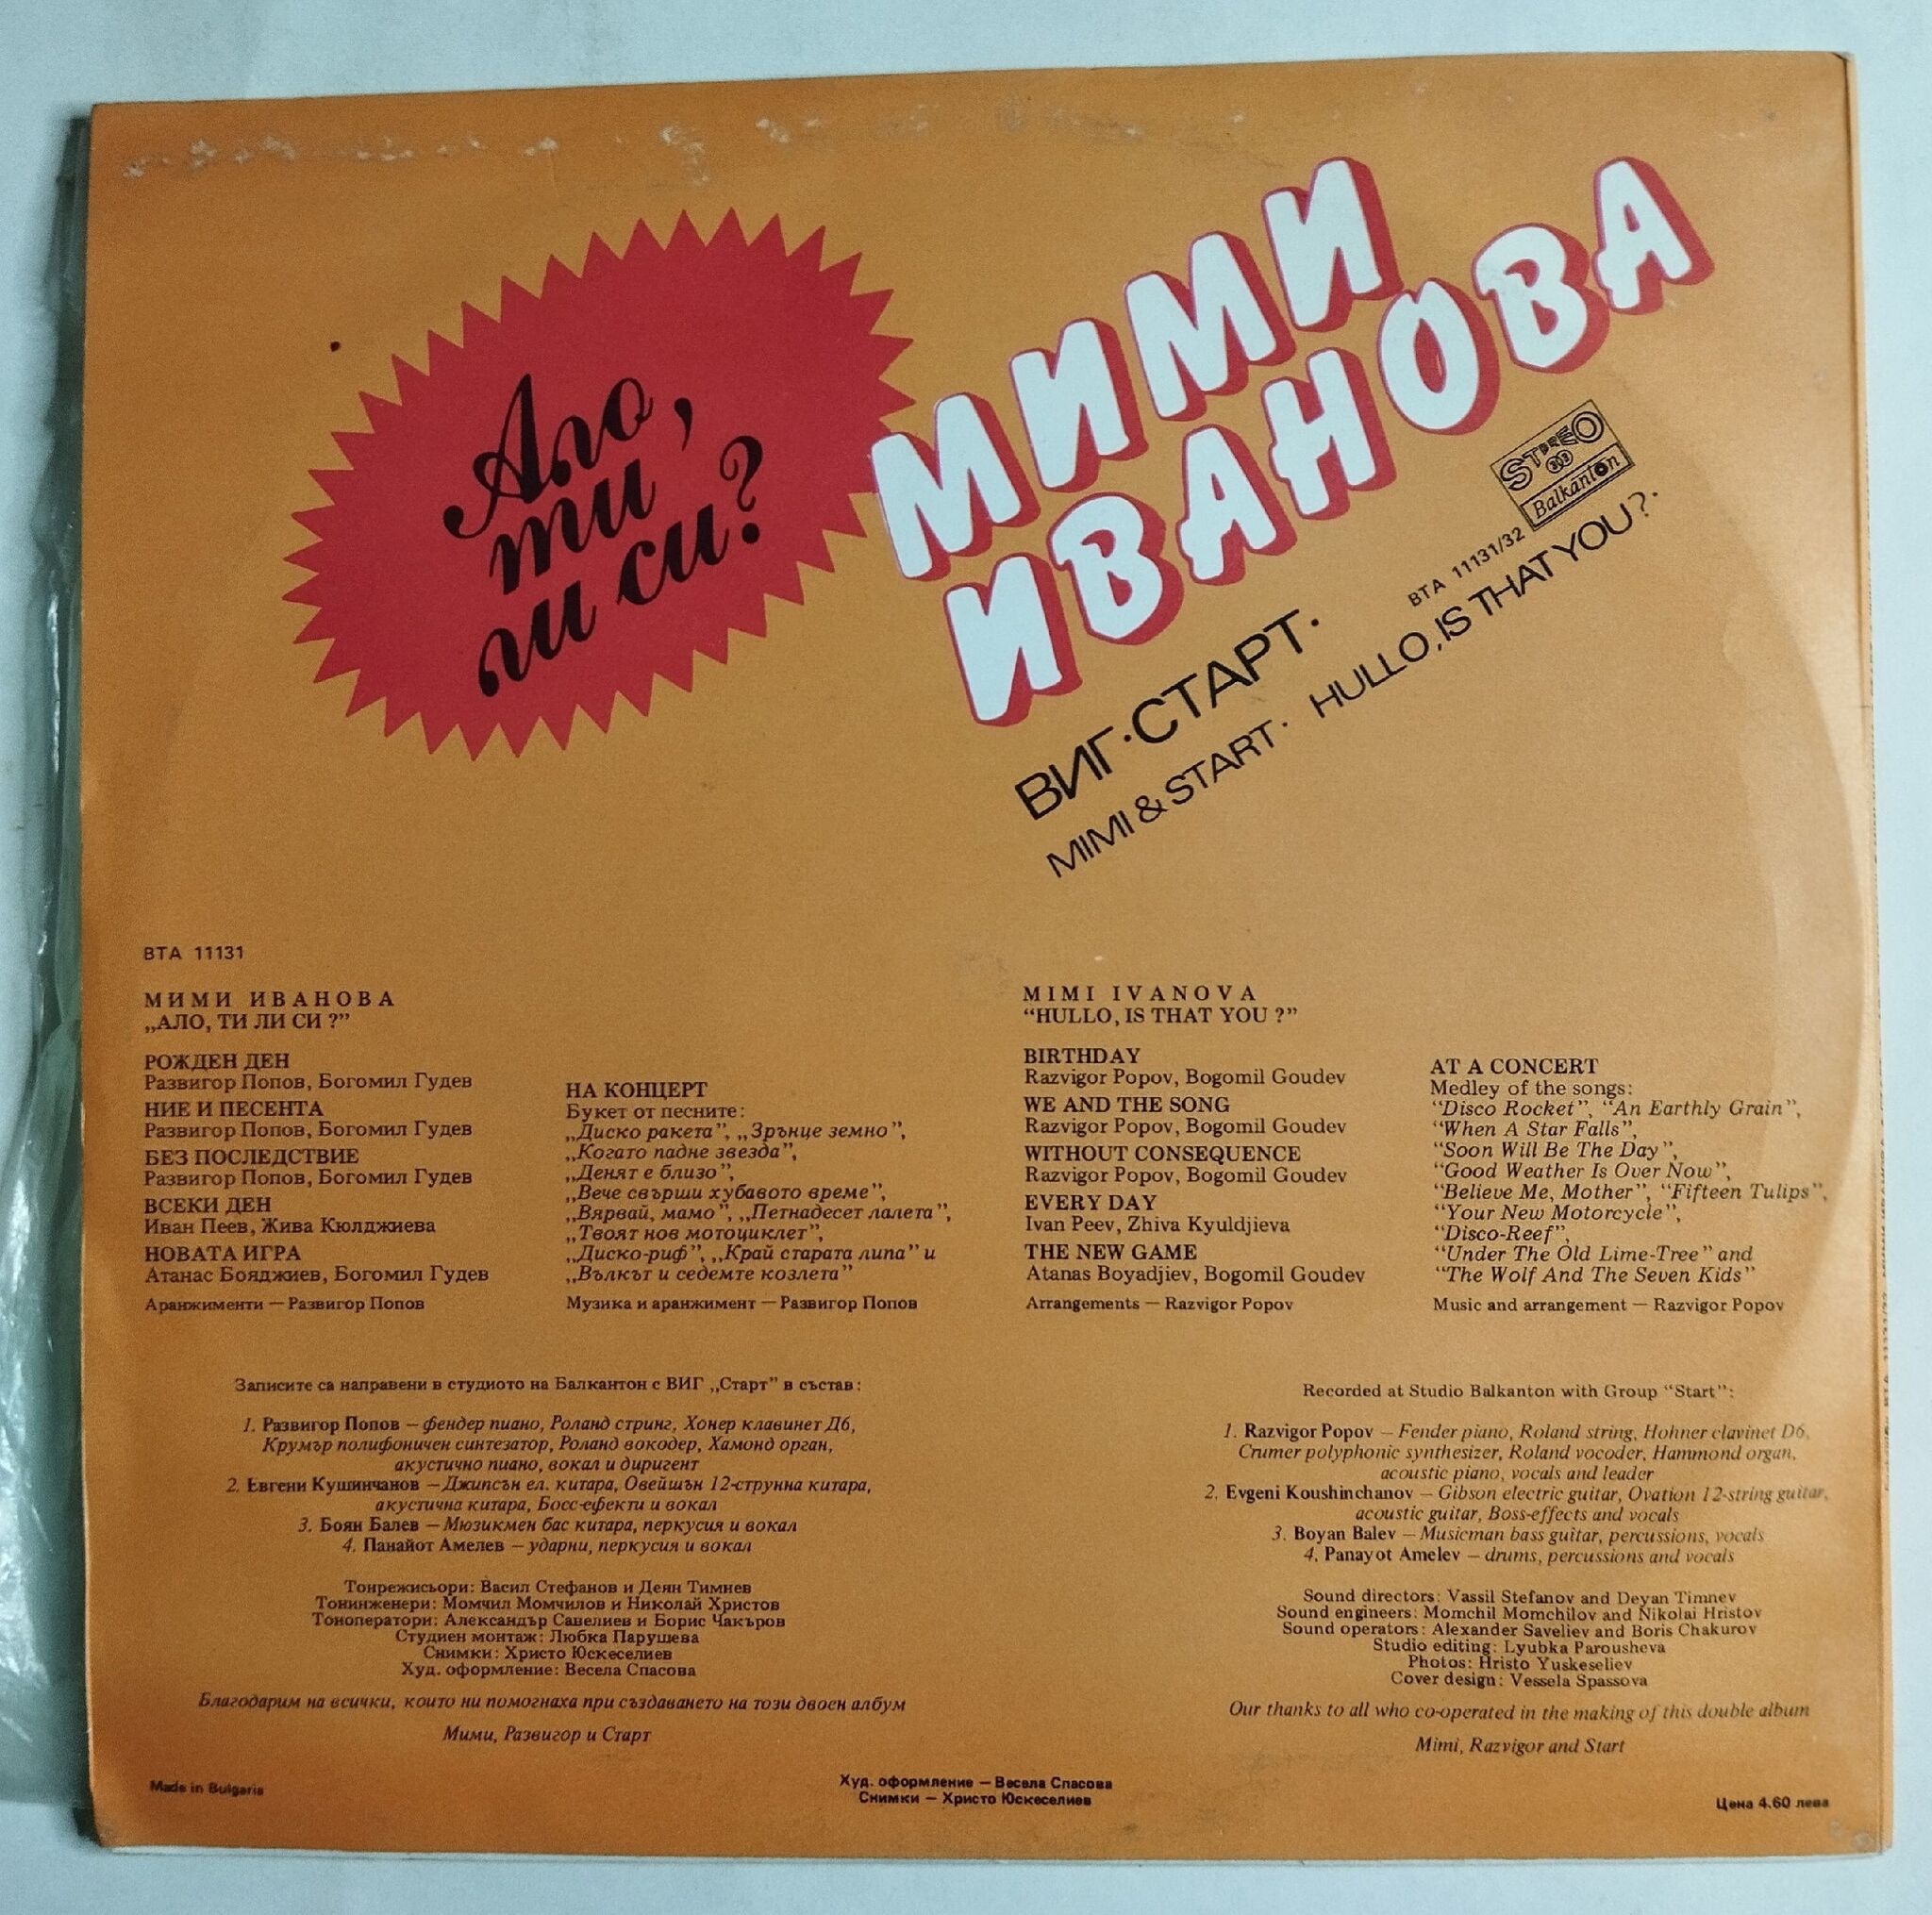 Ало,
ти
ли си?
МИМИ
ИВАНОВА
STEREO
33
Balkanton
ВТА 11131/32
ВИГ·СТАРТ.
MIMI & START. HULLO, IS THAT YOU?.
ВТА 11131
МИМИ ИВАНОВА
„АЛО, ТИ ЛИ СИ ?”
РОЖДЕН ДЕН
Развигор Попов, Богомил Гудев
НИЕ И ПЕСЕНТА
Развигор Попов, Богомил Гудев
БЕЗ ПОСЛЕДСТВИЕ
Развигор Попов, Богомил Гудев
ВСЕКИ ДЕН
Иван Пеев, Жива Кюлджиева
НОВАТА ИГРА
Атанас Бояджиев, Богомил Гудев
Аранжименти — Развигор Попов
НА КОНЦЕРТ
Букет от песните:
„Диско ракета”, „Зрънце земно”,
„Когато падне звезда”,
„Денят е близо”,
„Вече свърши хубавото време”,
„Вярвай, мамо”, „Петнадесет лалета”,
„Твоят нов мотоциклет”,
„Диско-риф”, „Край старата липа” и
„Вълкът и седемте козлета”
Музика и аранжимент — Развигор Попов
MIMI IVANOVA
“HULLO, IS THAT YOU ?”
BIRTHDAY
Razvigor Popov, Bogomil Goudev
WE AND THE SONG
Razvigor Popov, Bogomil Goudev
WITHOUT CONSEQUENCE
Razvigor Popov, Bogomil Goudev
EVERY DAY
Ivan Peev, Zhiva Kyuldjieva
THE NEW GAME
Atanas Boyadjiev, Bogomil Goudev
Arrangements — Razvigor Popov
AT A CONCERT
Medley of the songs:
“Disco Rocket”, “An Earthly Grain”,
“When A Star Falls”,
“Soon Will Be The Day”,
“Good Weather Is Over Now”,
“Believe Me, Mother”, “Fifteen Tulips”,
“Your New Motorcycle”,
“Disco-Reef”,
“Under The Old Lime-Tree” and
“The Wolf And The Seven Kids”
Music and arrangement — Razvigor Popov
Записите са направени в студиото на Балкантон с ВИГ „Старт” в състав:
1. Развигор Попов — фендер пиано, Роланд стринг, Хонер клавинет Д6,
Крумър полифоничен синтезатор, Роланд вокодер, Хамонд орган,
акустично пиано, вокал и диригент
2. Евгени Кушинчанов — Джипсън ел. китара, Овейшън 12-струнна китара,
акустична китара, Босс-ефекти и вокал
3. Боян Балев — Мюзикмен бас китара, перкусия и вокал
4. Панайот Амелев — ударни, перкусия и вокал
Тонрежисьори: Васил Стефанов и Деян Тимнев
Тонинженери: Момчил Момчилов и Николай Христов
Тоноператори: Александър Савелиев и Борис Чакъров
Студиен монтаж: Любка Парушева
Снимки: Христо Юскеселиев
Худ. оформление: Весела Спасова
Благодарим на всички, които ни помогнаха при създаването на този двоен албум
Мими, Развигор и Старт
Recorded at Studio Balkanton with Group “Start”:
1. Razvigor Popov — Fender piano, Roland string, Hohner clavinet D6,
Crumer polyphonic synthesizer, Roland vocoder, Hammond organ,
acoustic piano, vocals and leader
2. Evgeni Koushinchanov — Gibson electric guitar, Ovation 12-string guitar,
acoustic guitar, Boss-effects and vocals
3. Boyan Balev — Musicman bass guitar, percussions, vocals
4. Panayot Amelev — drums, percussions and vocals
Sound directors: Vassil Stefanov and Deyan Timnev
Sound engineers: Momchil Momchilov and Nikolai Hristov
Sound operators: Alexander Saveliev and Boris Chakurov
Studio editing: Lyubka Parousheva
Photos: Hristo Yuskeseliev
Cover design: Vessela Spassova
Our thanks to all who co-operated in the making of this double album
Mimi, Razvigor and Start
Made in Bulgaria
Худ. оформление — Весела Спасова
Снимки — Христо Юскеселиев
Цена 4.60 лева